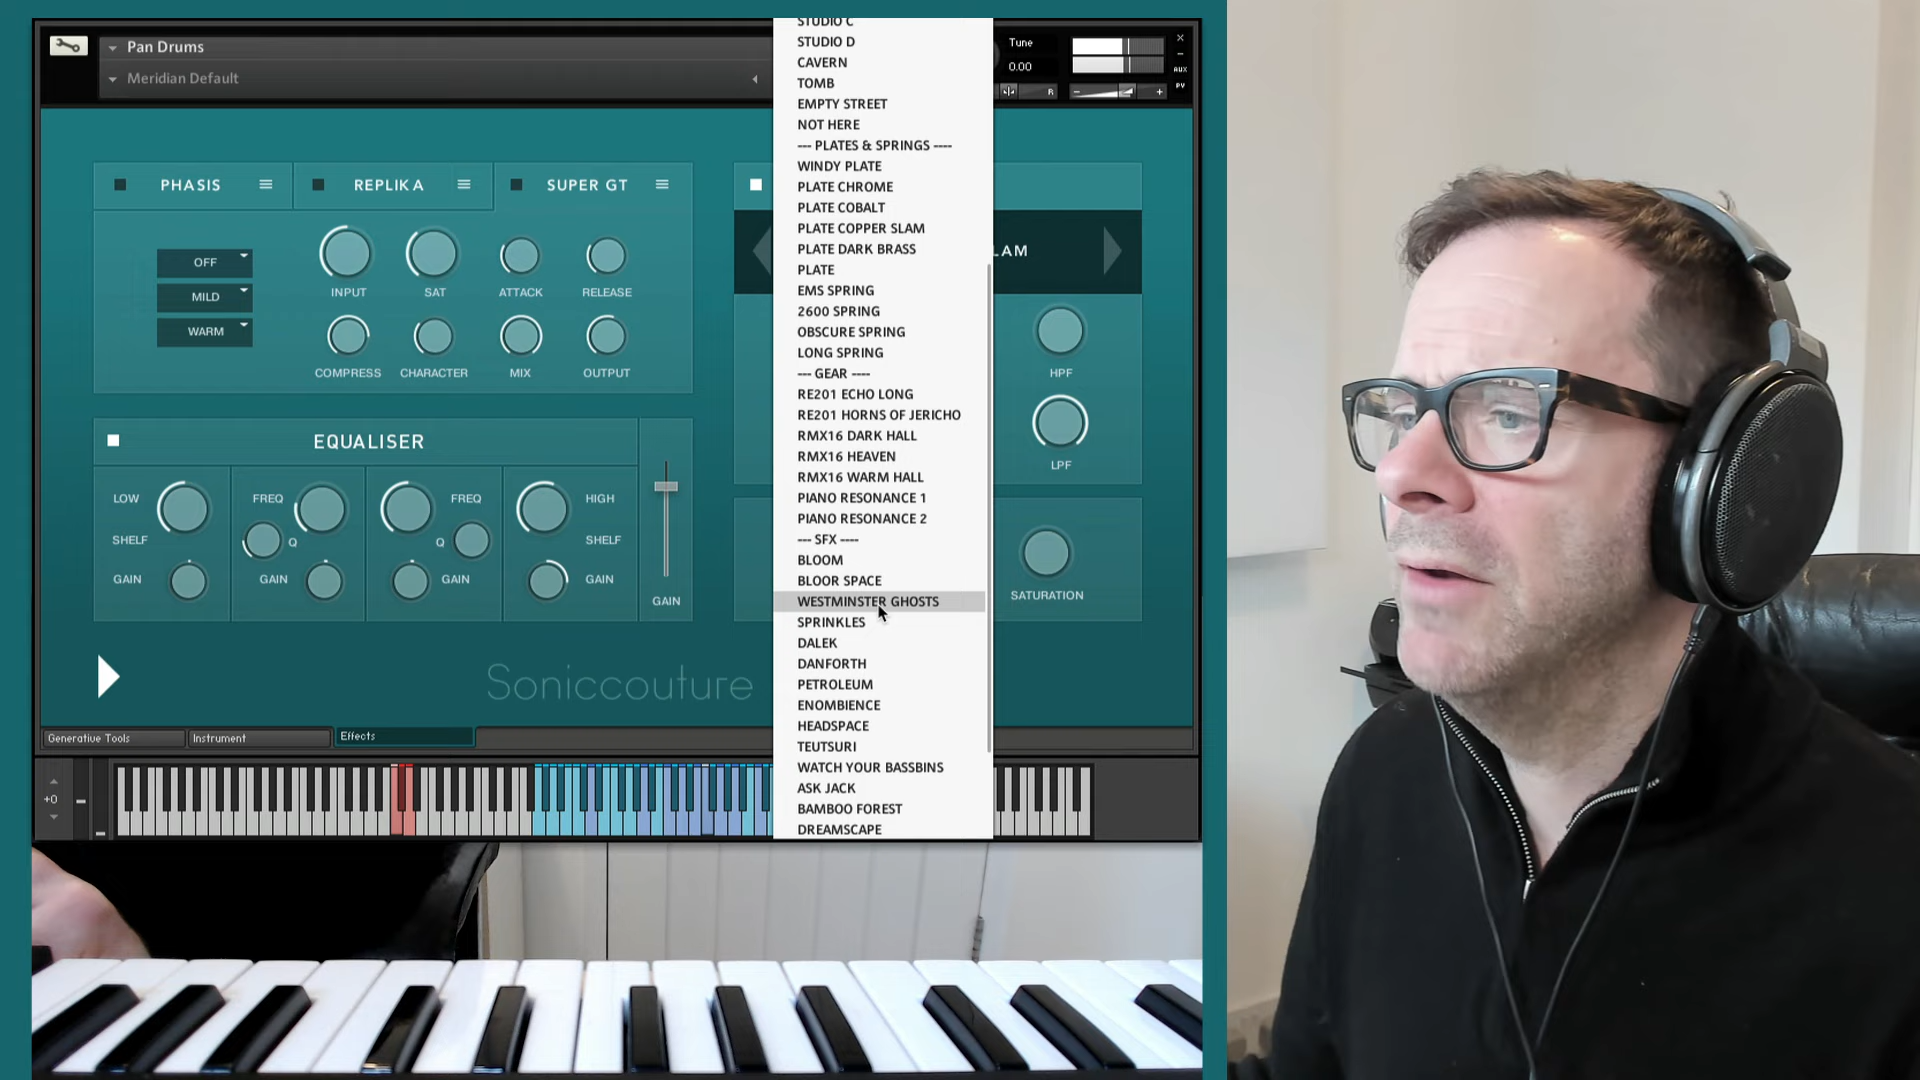 Pan Drums
Meridian Default
Tune
0.00
R
AUX
PV
PHASIS
REPLIKA
SUPER GT
OFF
MILD
WARM
INPUT
SAT
ATTACK
RELEASE
COMPRESS
CHARACTER
MIX
OUTPUT
EQUALISER
LOW
SHELF
GAIN
FREQ
Q
GAIN
FREQ
Q
GAIN
HIGH
SHELF
GAIN
GAIN
Soniccouture
Generative Tools
Instrument
Effects
+0
STUDIO C
STUDIO D
CAVERN
TOMB
EMPTY STREET
NOT HERE
--- PLATES & SPRINGS ----
WINDY PLATE
PLATE CHROME
PLATE COBALT
PLATE COPPER SLAM
PLATE DARK BRASS
PLATE
EMS SPRING
2600 SPRING
OBSCURE SPRING
LONG SPRING
--- GEAR ----
RE201 ECHO LONG
RE201 HORNS OF JERICHO
RMX16 DARK HALL
RMX16 HEAVEN
RMX16 WARM HALL
PIANO RESONANCE 1
PIANO RESONANCE 2
--- SFX ----
BLOOM
BLOOR SPACE
WESTMINSTER GHOSTS
SPRINKLES
DALEK
DANFORTH
PETROLEUM
ENOMBIENCE
HEADSPACE
TEUTSURI
WATCH YOUR BASSBINS
ASK JACK
BAMBOO FOREST
DREAMSCAPE
LAM
HPF
LPF
SATURATION